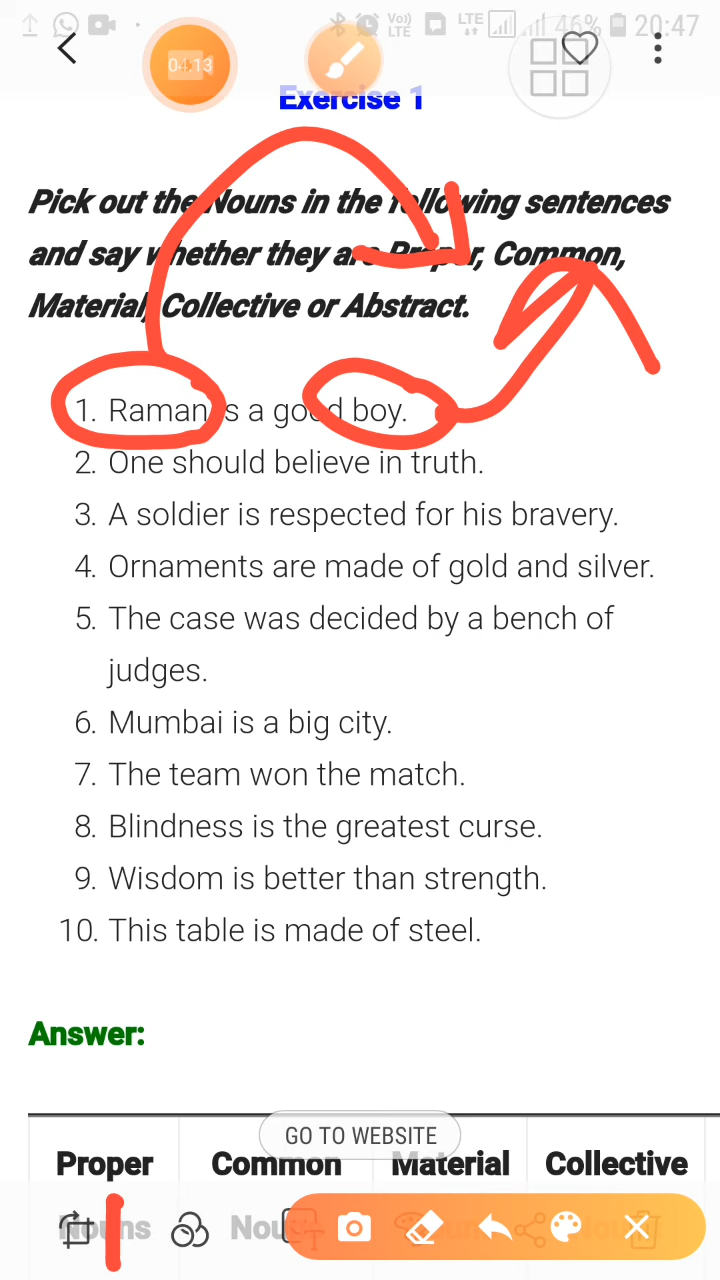 46% 20:47
04:13
Exercise 1
Pick out the Nouns in the following sentences
and say whether they are Proper, Common,
Material, Collective or Abstract.
1. Raman is a good boy.
2. One should believe in truth.
3. A soldier is respected for his bravery.
4. Ornaments are made of gold and silver.
5. The case was decided by a bench of
judges.
6. Mumbai is a big city.
7. The team won the match.
8. Blindness is the greatest curse.
9. Wisdom is better than strength.
10. This table is made of steel.
Answer:
GO TO WEBSITE
Proper Common Material Collective